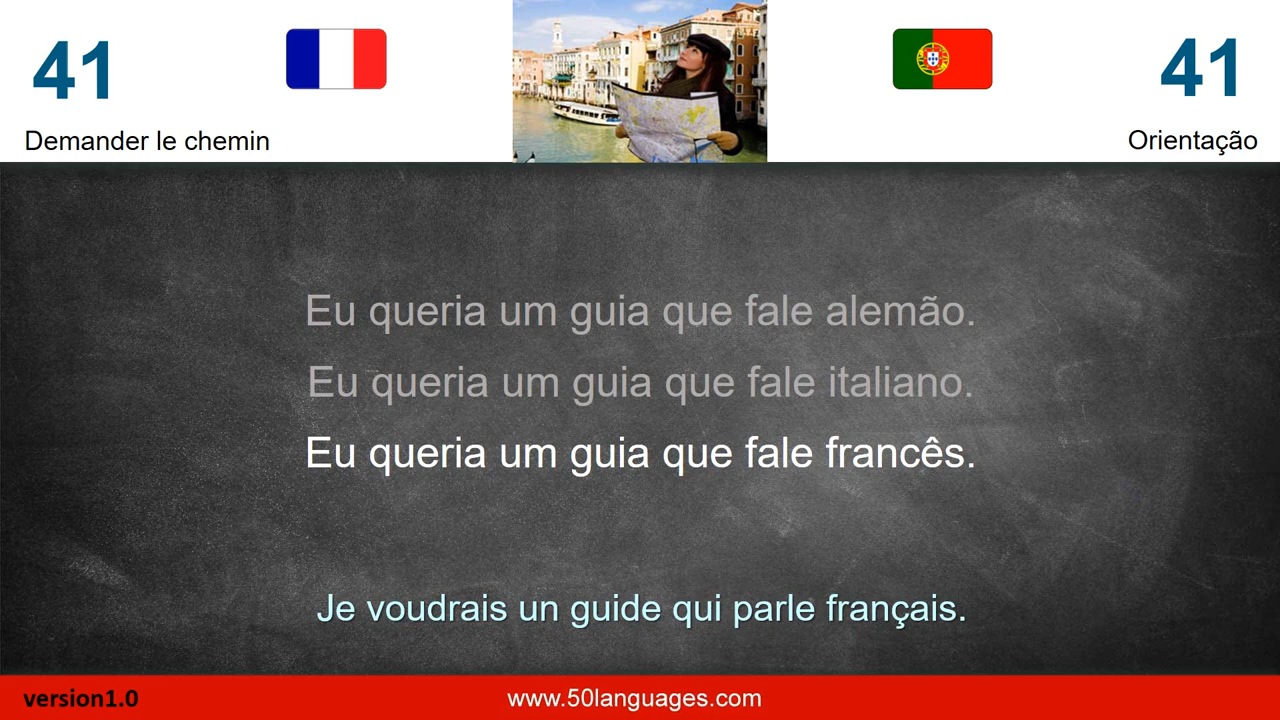 41
41
Demander le chemin
Orientação
Eu queria um guia que fale alemão.
Eu queria um guia que fale italiano.
Eu queria um guia que fale francês.
Je voudrais un guide qui parle français.
version1.0
www.50languages.com